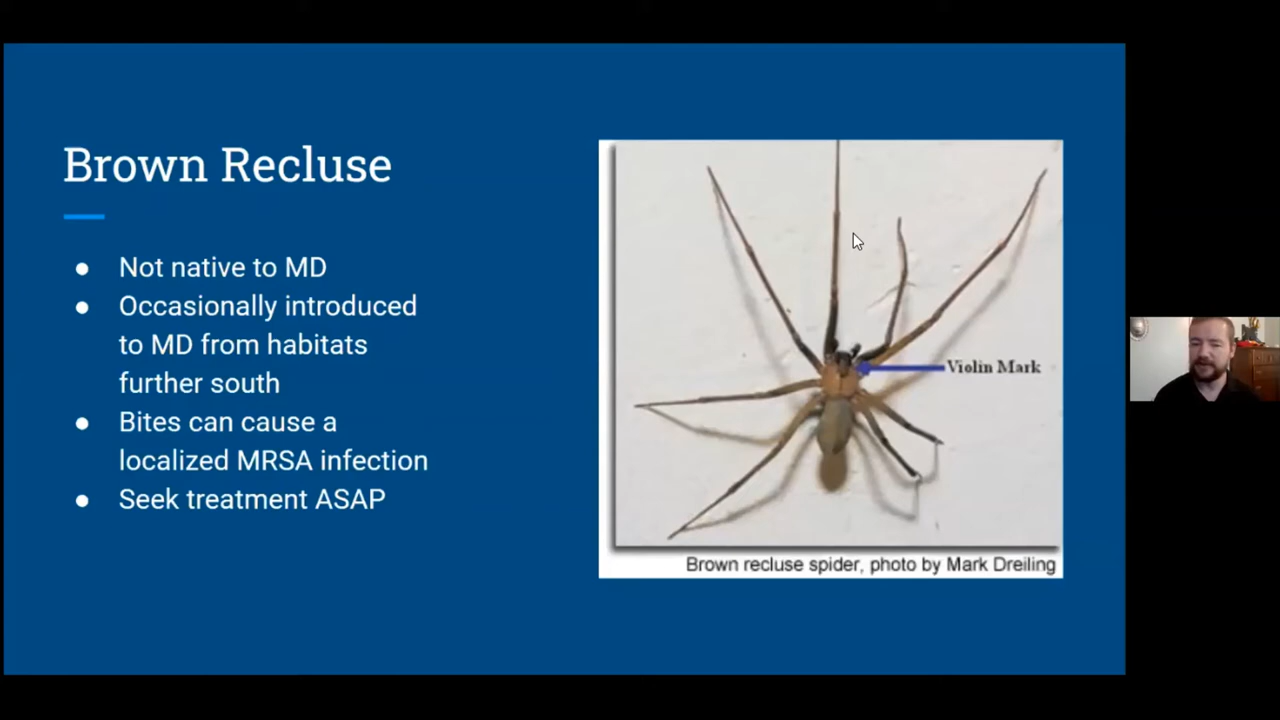 Brown Recluse
● Not native to MD
● Occasionally introduced
to MD from habitats
further south
● Bites can cause a
localized MRSA infection
● Seek treatment ASAP
Violin Mark
Brown recluse spider, photo by Mark Dreiling